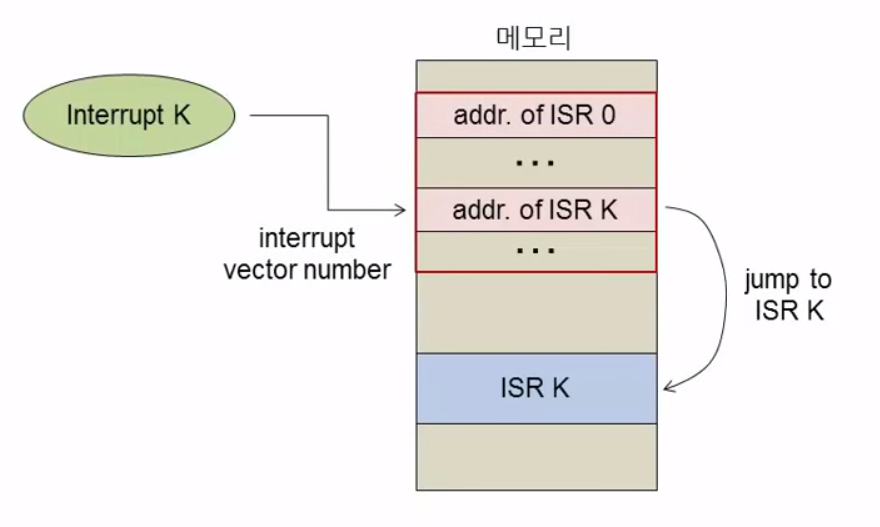 메모리
Interrupt K
addr. of ISR 0
...
addr. of ISR K
...
interrupt
vector number
jump to
ISR K
ISR K